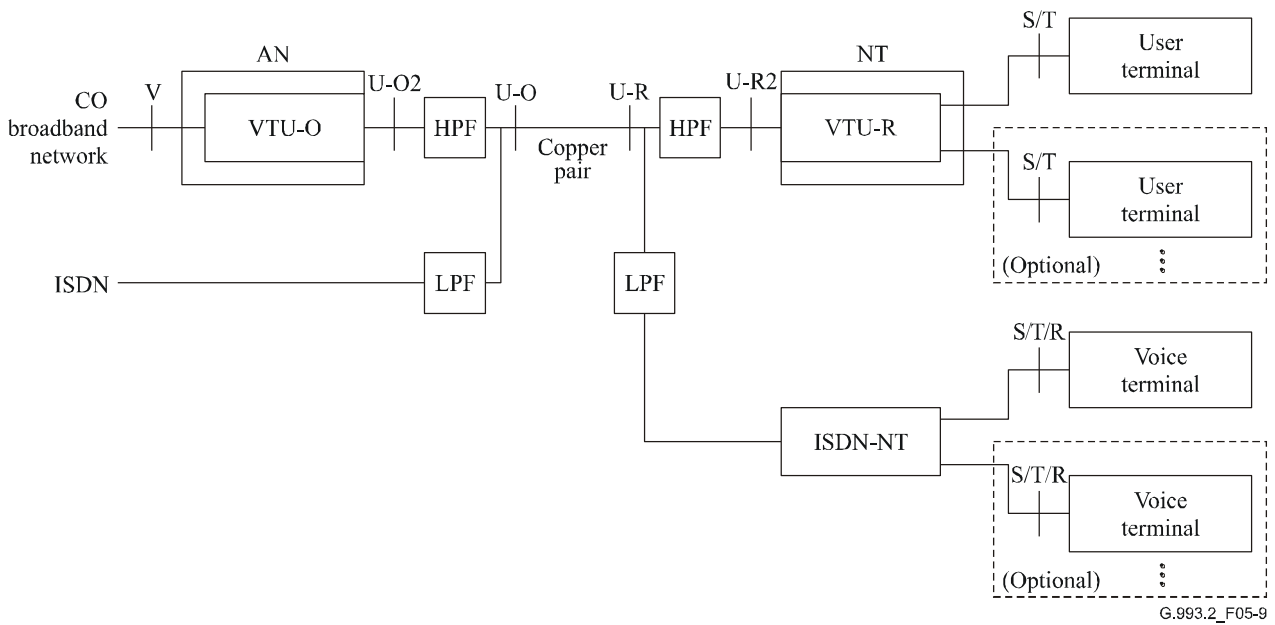 S/T
User
terminal
AN
NT
V
U-O2
U-O
U-R
U-R2
CO
broadband
network
VTU-O
HPF
Copper
pair
HPF
VTU-R
S/T
User
terminal
(Optional)
ISDN
LPF
LPF
S/T/R
Voice
terminal
ISDN-NT
S/T/R
Voice
terminal
(Optional)
G.993.2_F05-9